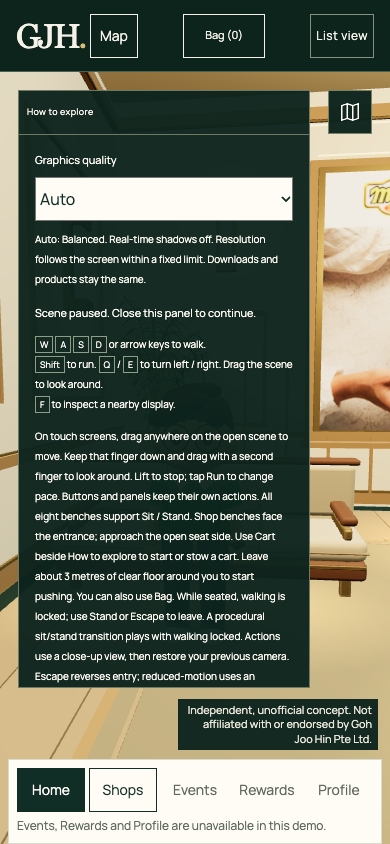 GJH.
Map
Bag (0)
List view
How to explore
Graphics quality
Auto
Auto: Balanced. Real-time shadows off. Resolution
follows the screen within a fixed limit. Downloads and
products stay the same.
Scene paused. Close this panel to continue.
W A S D or arrow keys to walk.
Shift to run. Q / E to turn left / right. Drag the scene
to look around.
F to inspect a nearby display.
On touch screens, drag anywhere on the open scene to
move. Keep that finger down and drag with a second
finger to look around. Lift to stop; tap Run to change
pace. Buttons and panels keep their own actions. All
eight benches support Sit / Stand. Shop benches face
the entrance; approach the open seat side. Use Cart
beside How to explore to start or stow a cart. Leave
about 3 metres of clear floor around you to start
pushing. You can also use Bag. While seated, walking is
locked; use Stand or Escape to leave. A procedural
sit/stand transition plays with walking locked. Actions
use a close-up view, then restore your previous camera.
Escape reverses entry; reduced-motion uses an
Independent, unofficial concept. Not
affiliated with or endorsed by Goh
Joo Hin Pte Ltd.
Home
Shops
Events
Rewards
Profile
Events, Rewards and Profile are unavailable in this demo.